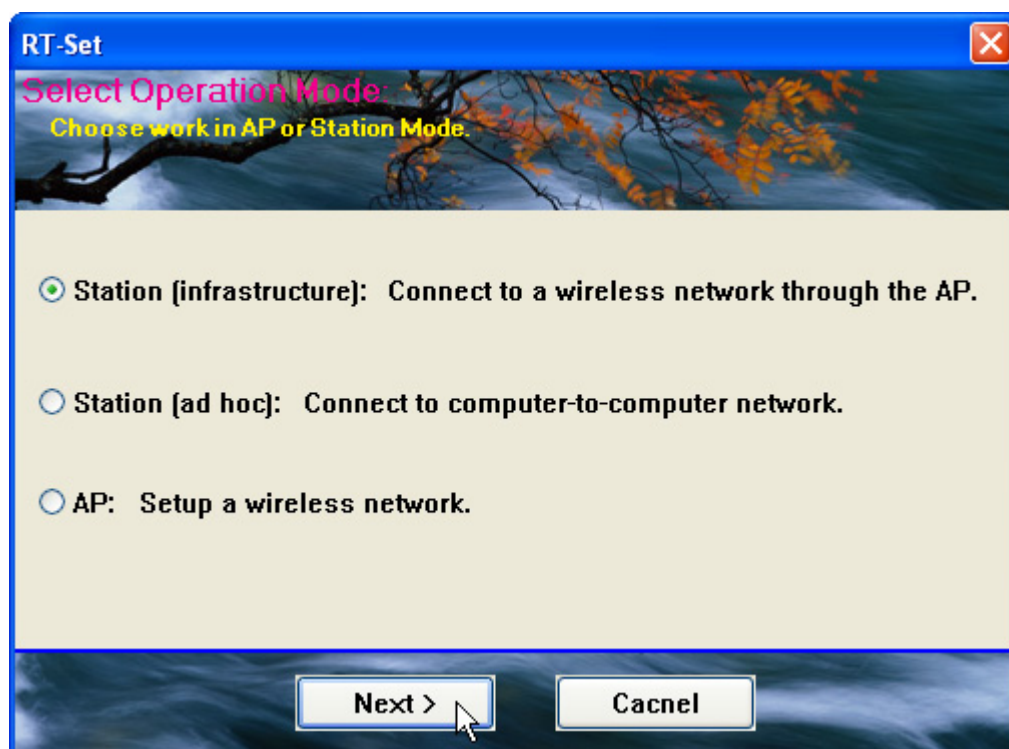 RT-Set
Select Operation Mode:
Choose work in AP or Station Mode.
Station (infrastructure): Connect to a wireless network through the AP.
Station (ad hoc): Connect to computer-to-computer network.
AP: Setup a wireless network.
Next > Cacnel